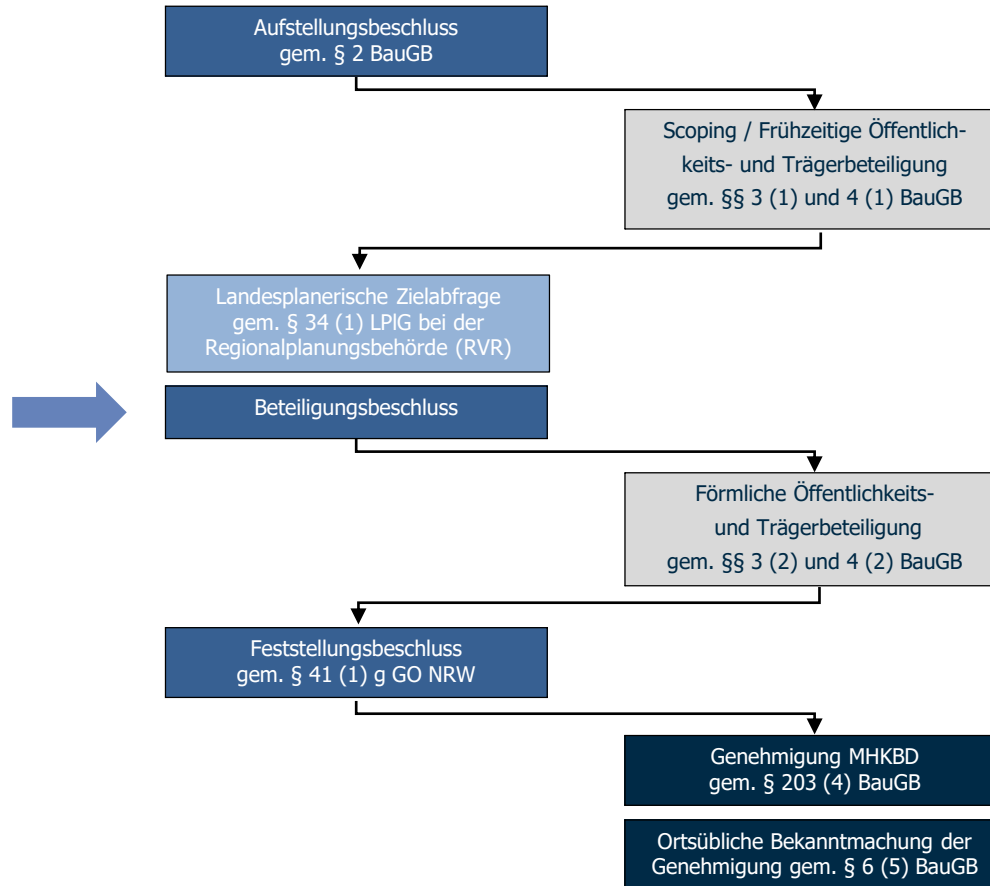 Aufstellungsbeschluss
gem. § 2 BauGB
Scoping / Frühzeitige Öffentlich-
keits- und Trägerbeteiligung
gem. §§ 3 (1) und 4 (1) BauGB
Landesplanerische Zielabfrage
gem. § 34 (1) LPlG bei der
Regionalplanungsbehörde (RVR)
Beteiligungsbeschluss
Förmliche Öffentlichkeits-
und Trägerbeteiligung
gem. §§ 3 (2) und 4 (2) BauGB
Feststellungsbeschluss
gem. § 41 (1) g GO NRW
Genehmigung MHKBD
gem. § 203 (4) BauGB
Ortsübliche Bekanntmachung der
Genehmigung gem. § 6 (5) BauGB